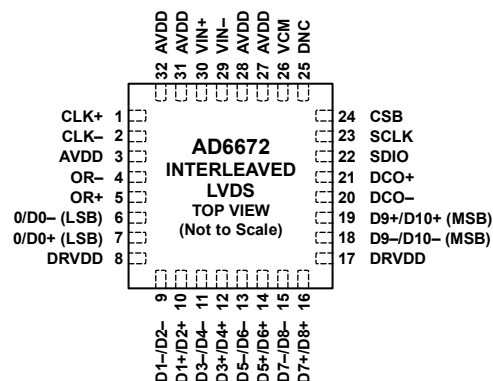 32 AVDD
31 AVDD
30 VIN+
29 VIN–
28 AVDD
27 AVDD
26 VCM
25 DNC
CLK+ 1
CLK– 2
AVDD 3
OR– 4
OR+ 5
0/D0– (LSB) 6
0/D0+ (LSB) 7
DRVDD 8
AD6672
INTERLEAVED
LVDS
TOP VIEW
(Not to Scale)
24 CSB
23 SCLK
22 SDIO
21 DCO+
20 DCO–
19 D9+/D10+ (MSB)
18 D9–/D10– (MSB)
17 DRVDD
D1–/D2– 9
D1+/D2+ 10
D3–/D4– 11
D3+/D4+ 12
D5–/D6– 13
D5+/D6+ 14
D7–/D8– 15
D7+/D8+ 16